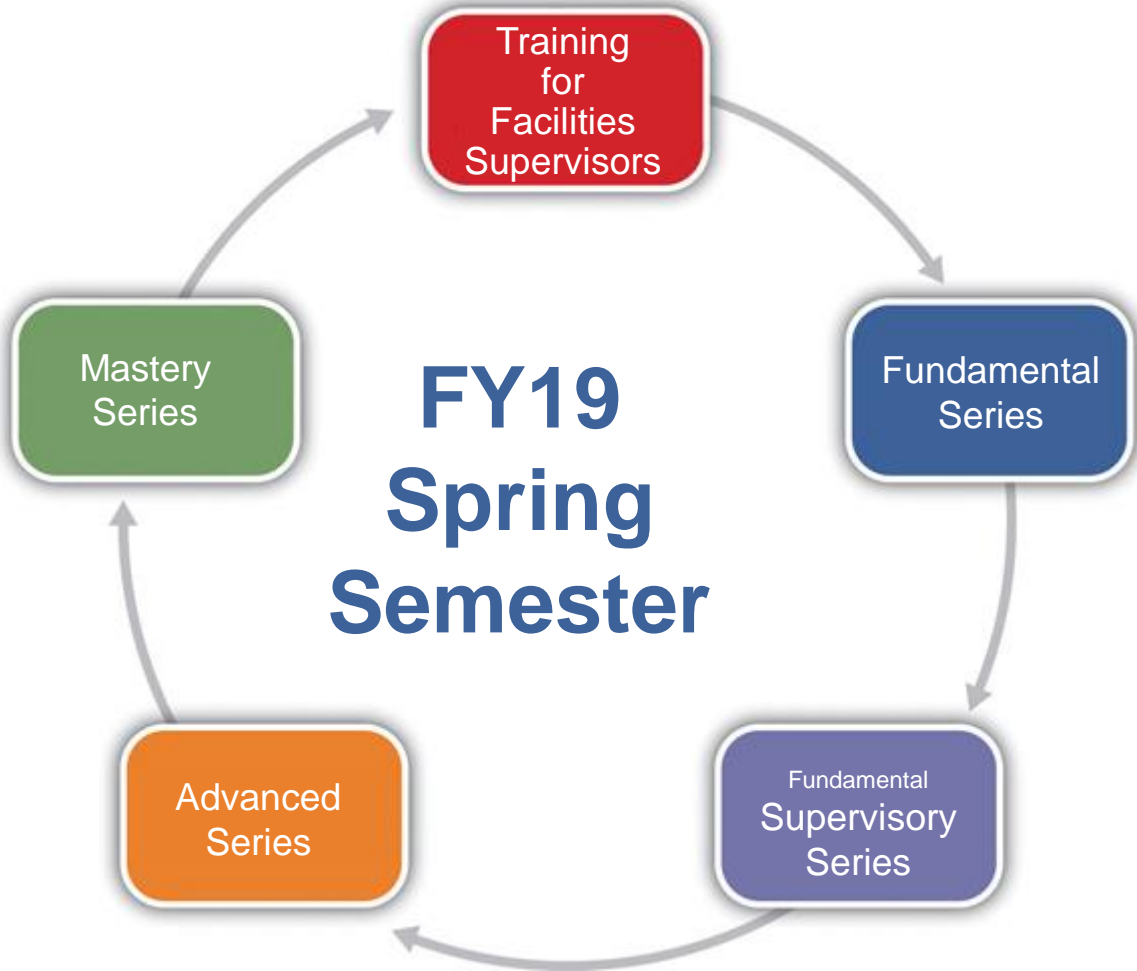 Training
for
Facilities
Supervisors
Mastery
Series
FY19
Spring
Semester
Fundamental
Series
Advanced
Series
Fundamental
Supervisory
Series